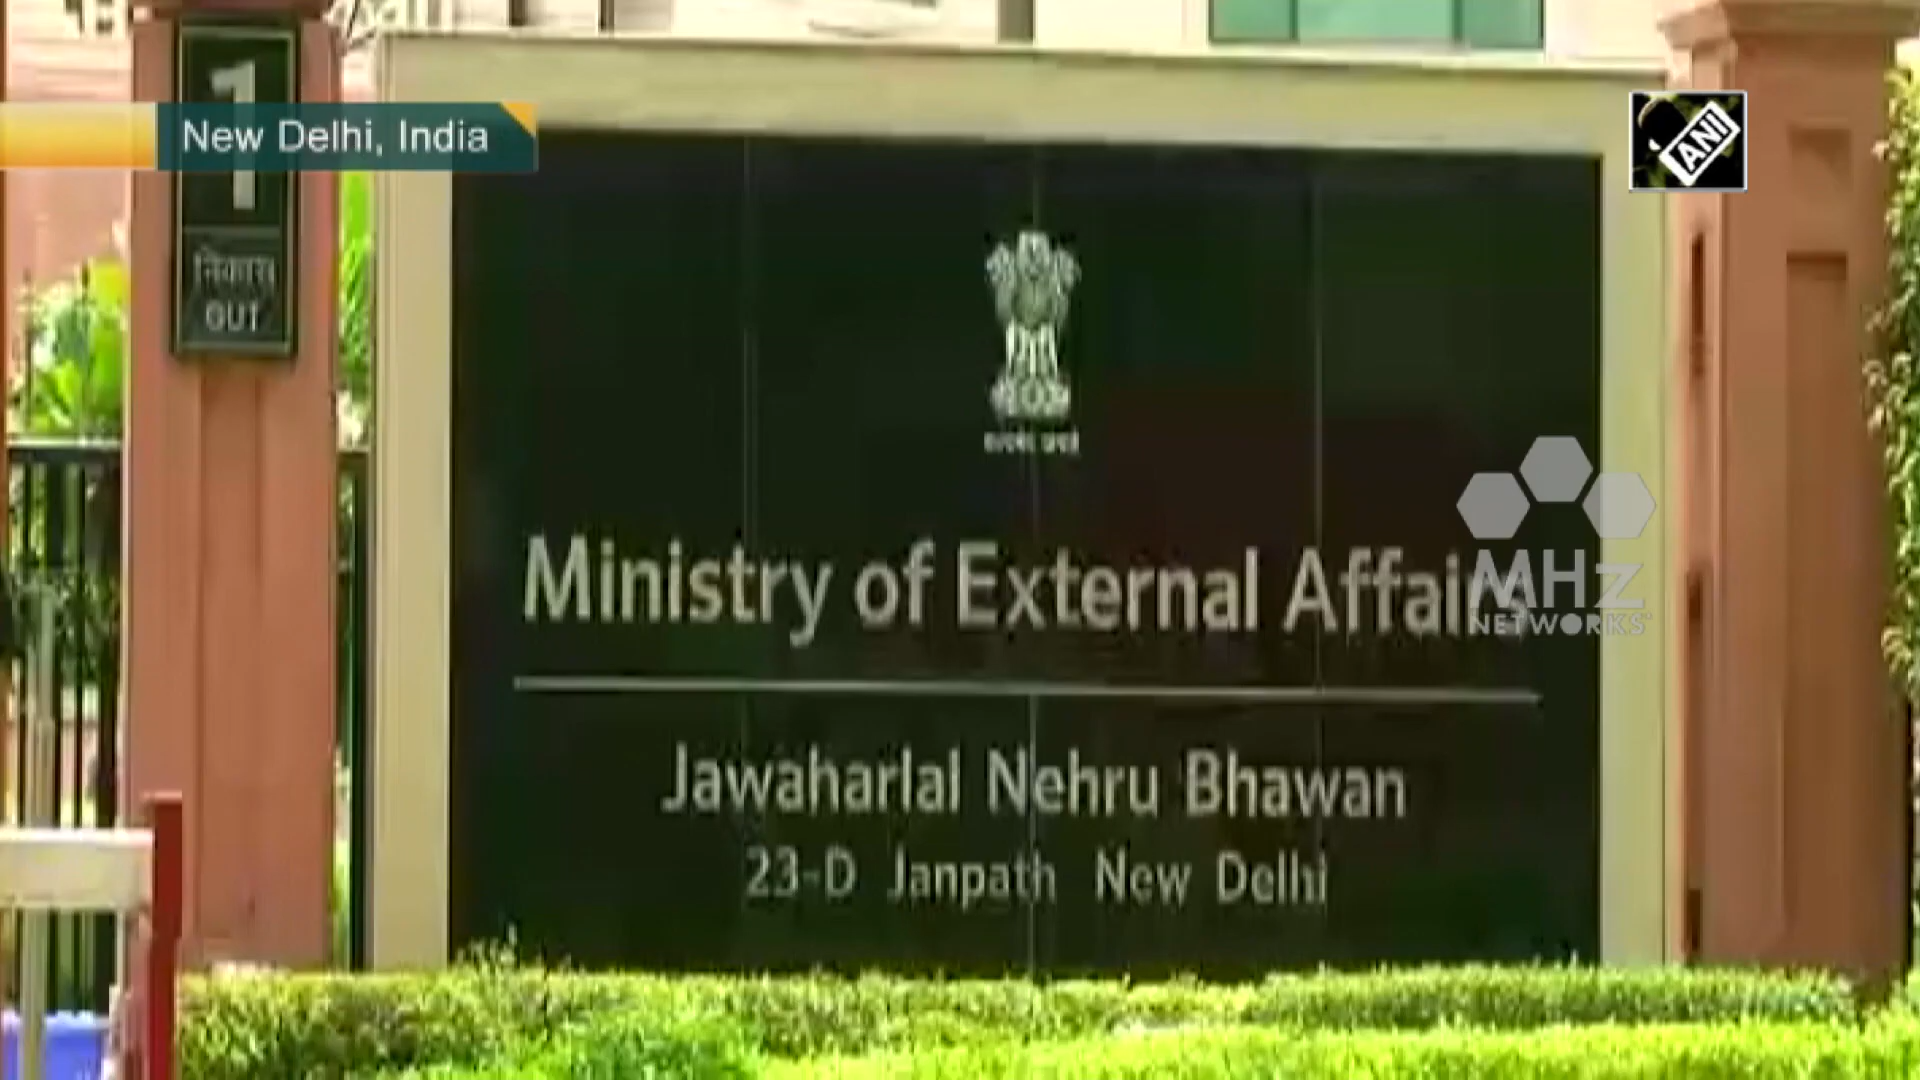 1
New Delhi, India
निकास
OUT
ANI
Ministry of External Affairs
MHz
NETWORKS
Jawaharlal Nehru Bhawan
23-D Janpath New Delhi